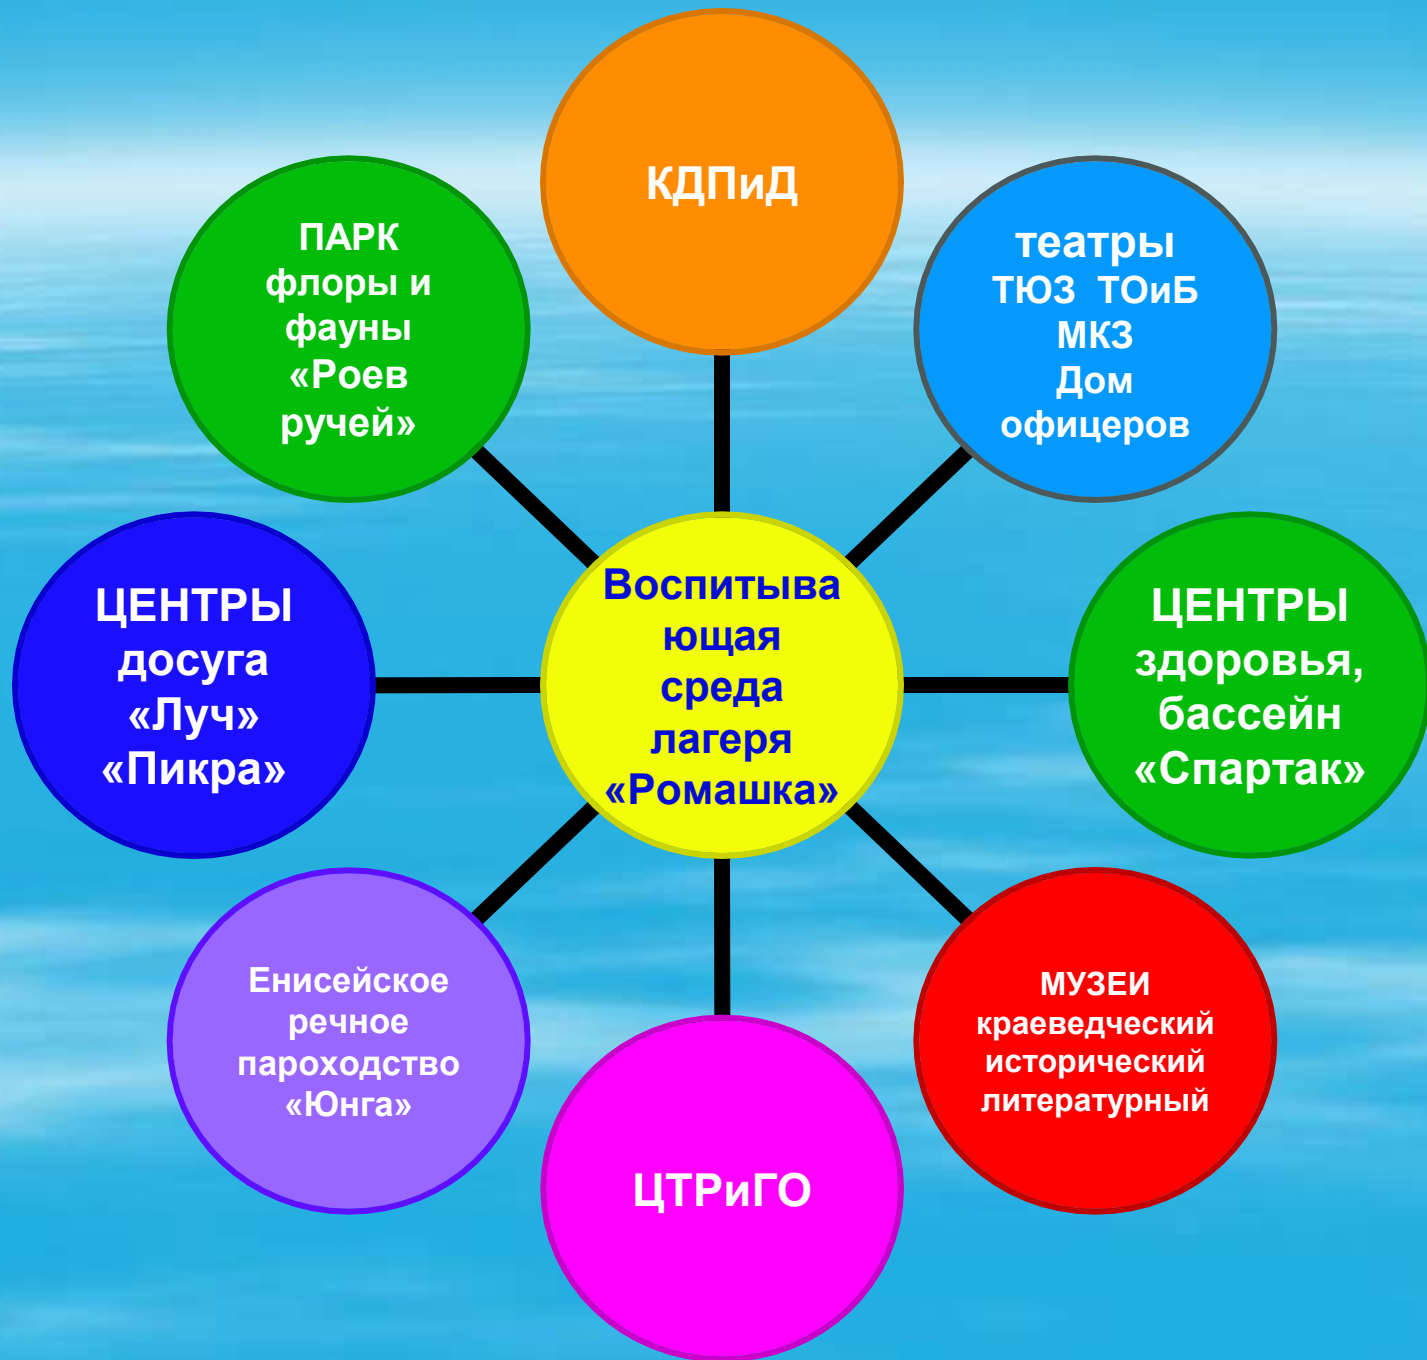 КДПиД
ПАРК
флоры и
фауны
«Роев
ручей»
театры
ТЮЗ ТОиБ
МКЗ
Дом
офицеров
ЦЕНТРЫ
досуга
«Луч»
«Пикра»
Воспитыва
ющая
среда
лагеря
«Ромашка»
ЦЕНТРЫ
здоровья,
бассейн
«Спартак»
Енисейское
речное
пароходство
«Юнга»
МУЗЕИ
краеведческий
исторический
литературный
ЦТРиГО